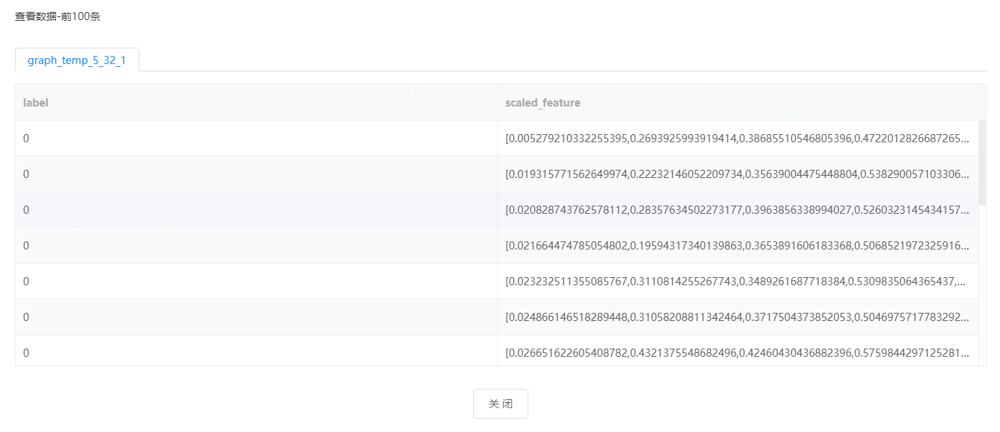 查看数据-前100条
graph_temp_5_32_1
label scaled_feature
0 [0.005279210332255395,0.2693925993919414,0.38685510546805396,0.4722012826687265...
0 [0.019315771562649974,0.22232146052209734,0.35639004475448804,0.538290057103306...
0 [0.020828743762578112,0.28357634502273177,0.3963856338994027,0.5260323145434157...
0 [0.021664474785054802,0.19594317340139863,0.3653891606183368,0.5068521972325916...
0 [0.023232511355085767,0.3110814255267743,0.3489261687718384,0.5309835064365437,...
0 [0.024866146518289448,0.31058208811342464,0.3717504373852053,0.5046975717783292...
0 [0.026651622605408782,0.4321375548682496,0.42460430436882396,0.5759844297125281...
关 闭